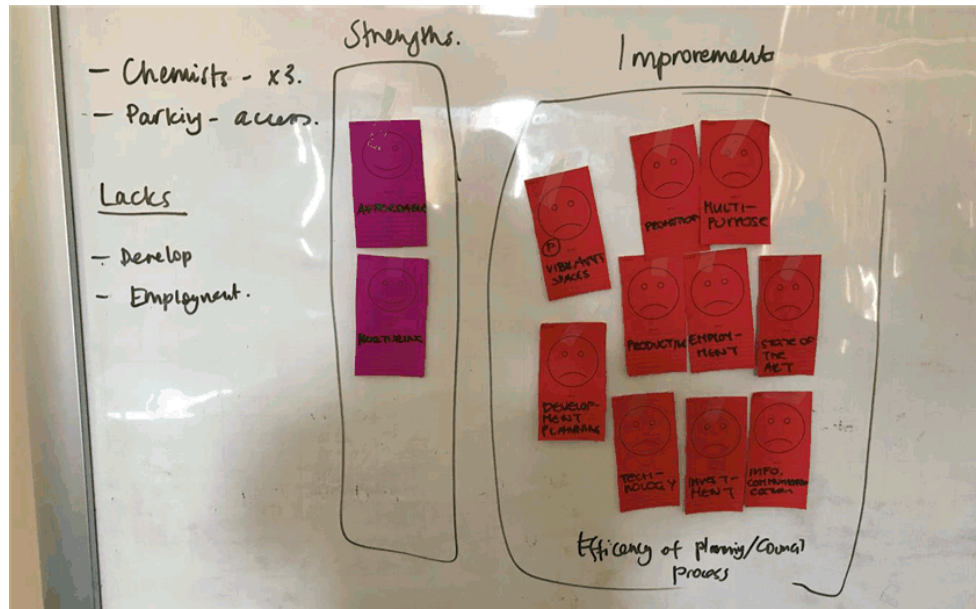 - Chemists - x3.
- Parking - access.
Lacks
- Develop
- Employment.
Strengths.
AFFORDABLE
NURTURING
Improvements
P
VIBRANT
SPACES
PROMOTION
MULTI-
PURPOSE
PRODUCTIVE
EMPLOY-
MENT
STATE OF
THE
ART
DEVELOP-
MENT
PLANNING
TECH-
NOLOGY
INVEST-
MENT
INFO.
COMMUNICATION
Efficency of planning/Council
process